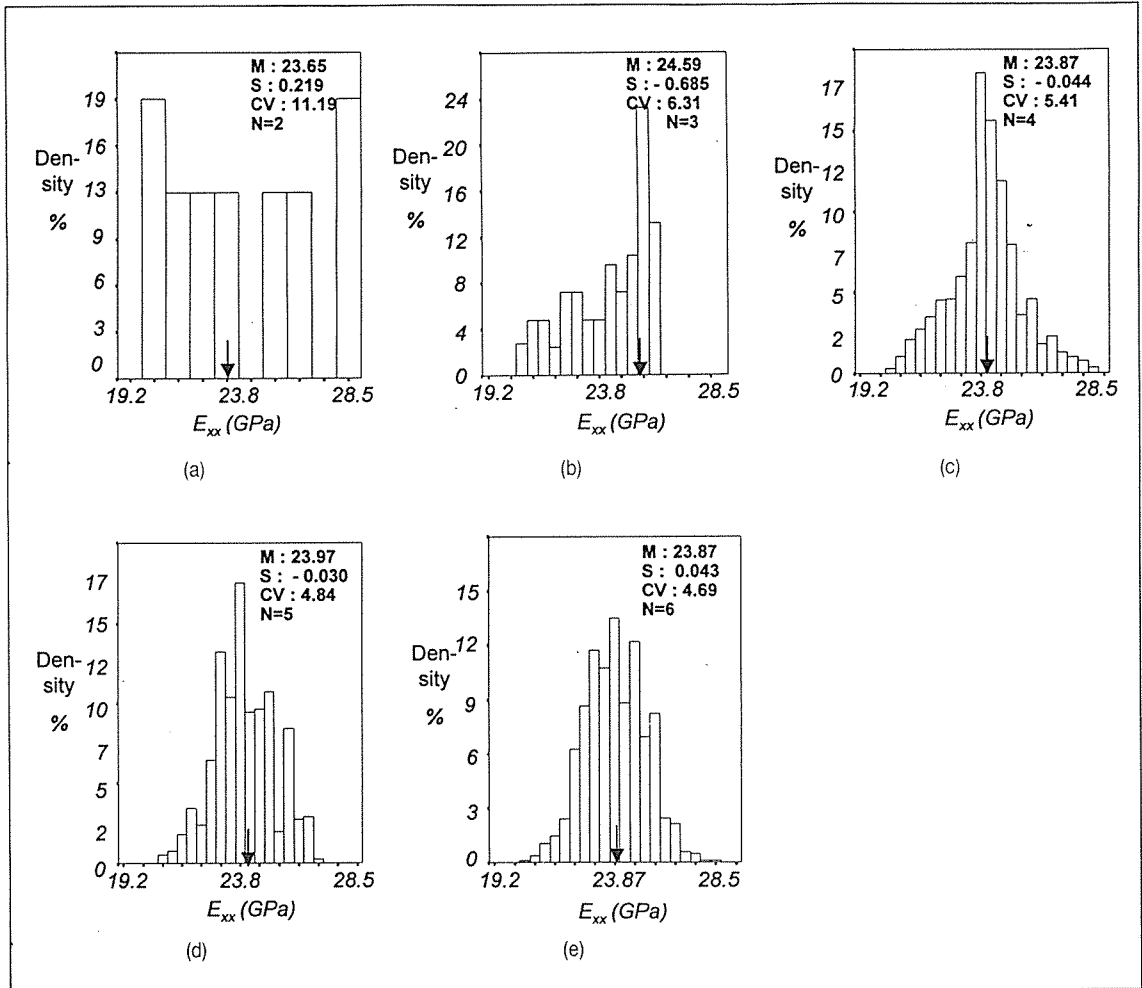 M : 23.65
S : 0.219
CV : 11.19
N=2
19
16
13
Den-
sity
%
9
6
3
0
19.2 23.8 28.5
Exx (GPa)
(a)
M : 24.59
S : - 0.685
CV : 6.31
N=3
24
22
20
Den-
sity
%
16
12
8
4
0
23.8 28.5
Exx (GPa)
(b)
M : 23.87
S : - 0.044
CV : 5.41
N=4
17
15
12
Den-
sity
%
10
7
5
2
0
19.2 23.8 28.5
Exx (GPa)
(c)
M : 23.97
S : - 0.030
CV : 4.84
N=5
17
15
12
Den-
sity
%
10
7
5
2
0
19.2 23.8 28.5
Exx (GPa)
(d)
M : 23.87
S : 0.043
CV : 4.69
N=6
15
12
Den-
sity
%
9
6
3
0
19.2 23.87 28.5
Exx (GPa)
(e)